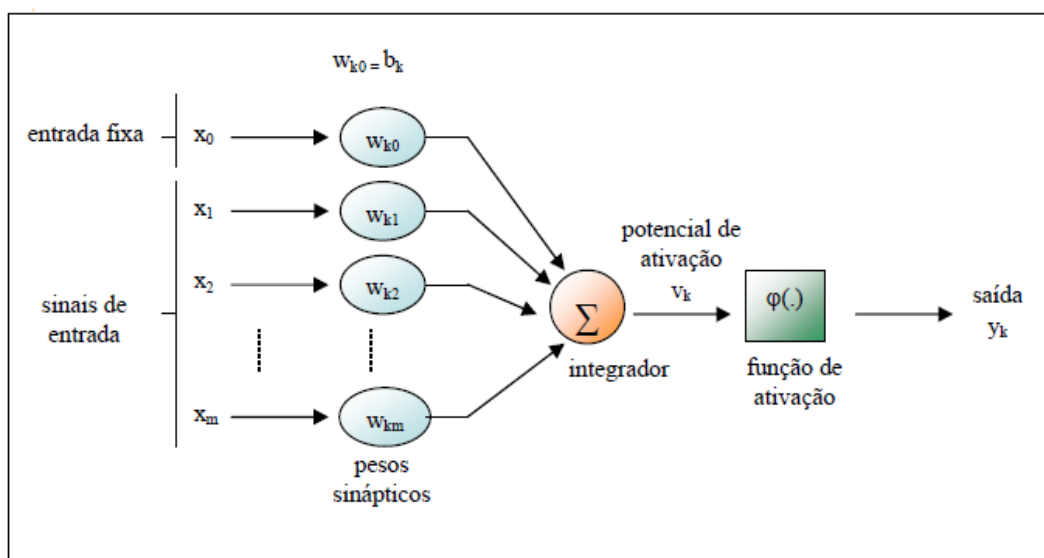 wk0 = bk
entrada fixa
x0
wk0
x1
wk1
sinais de
entrada
x2
wk2
xm
wkm
pesos
sinápticos
Σ
integrador
potencial de
ativação
vk
φ(.)
função de
ativação
saída
yk